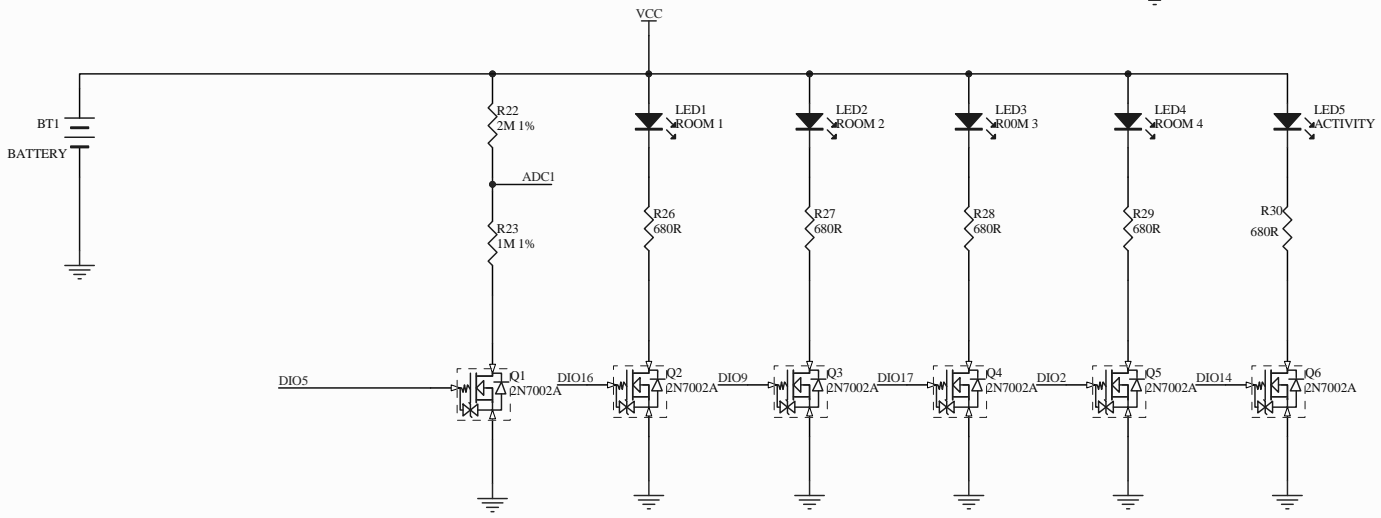 VCC
BT1
BATTERY
R22
2M 1%
ADC1
R23
1M 1%
LED1
ROOM 1
LED2
ROOM 2
LED3
R00M 3
LED4
ROOM 4
LED5
ACTIVITY
R26
680R
R27
680R
R28
680R
R29
680R
R30
680R
DIO5
Q1
2N7002A
DIO16
Q2
2N7002A
DIO9
Q3
2N7002A
DIO17
Q4
2N7002A
DIO2
Q5
2N7002A
DIO14
Q6
2N7002A